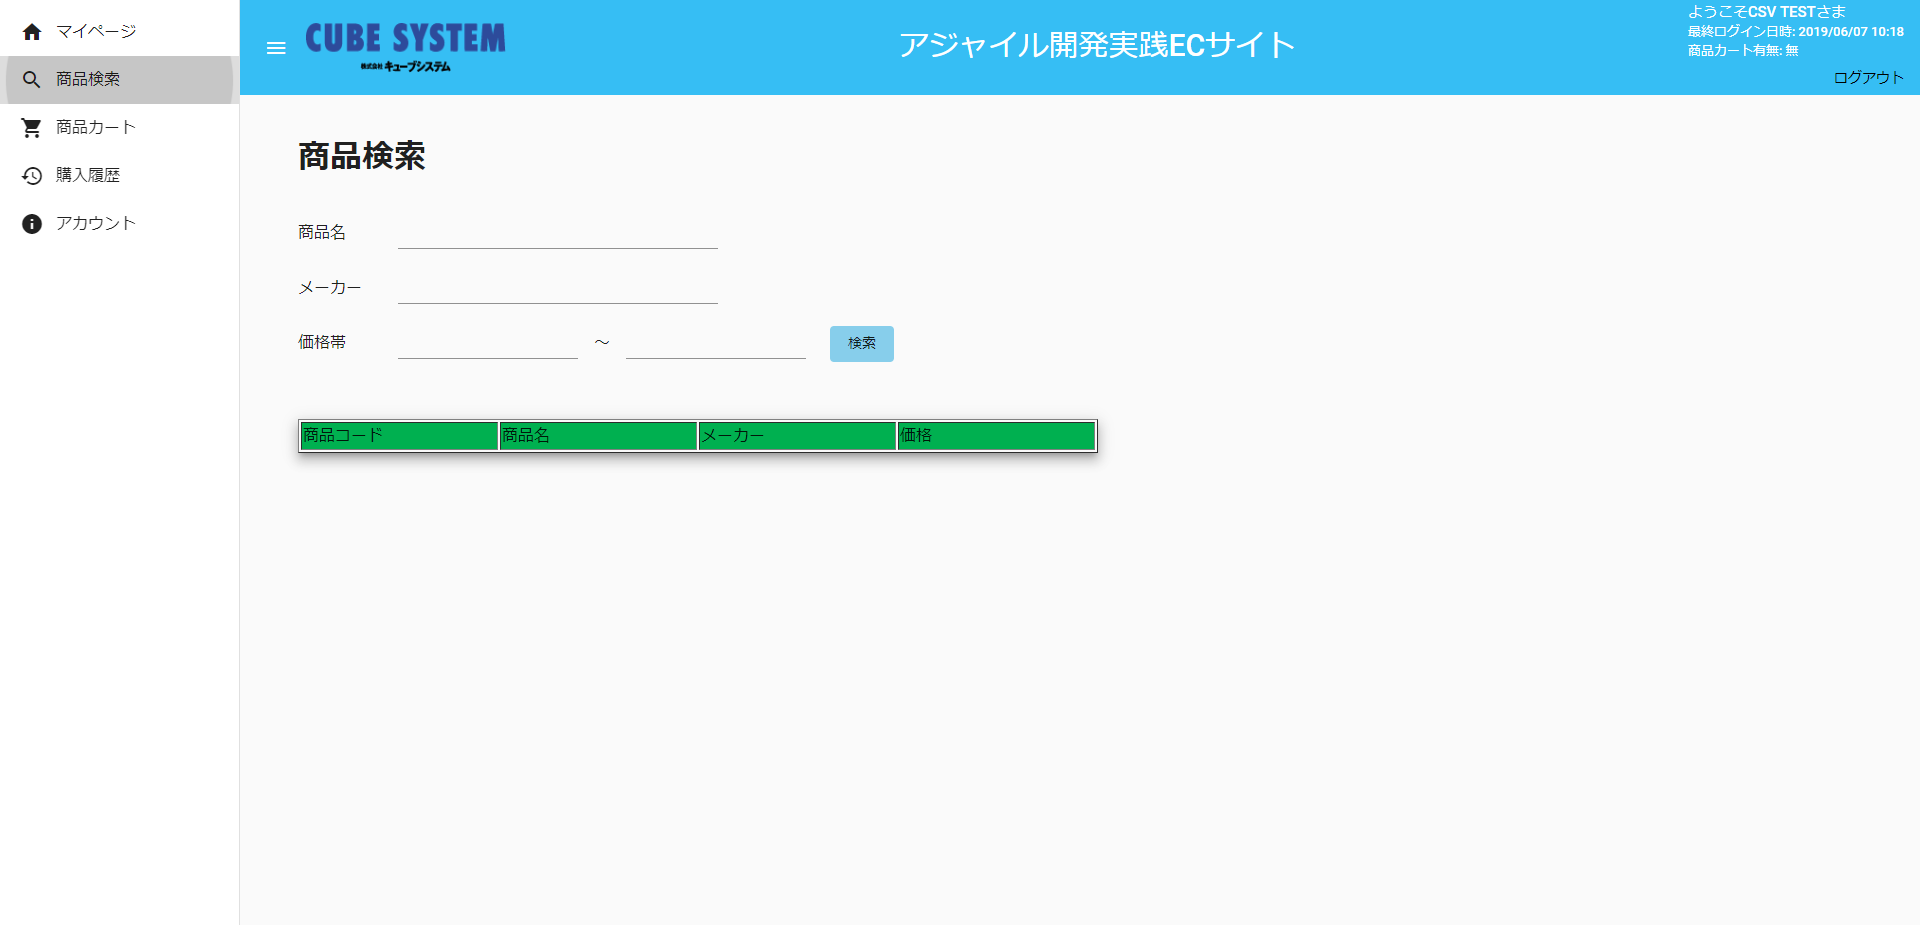 マイページ
商品検索
商品カート
購入履歴
アカウント
CUBE SYSTEM
株式会社 キューブシステム
アジャイル開発実践ECサイト
ようこそCSV TESTさま
最終ログイン日時: 2019/06/07 10:18
商品カート有無: 無
ログアウト
商品検索
商品名
メーカー
価格帯 ～ 検索
商品コード 商品名 メーカー 価格